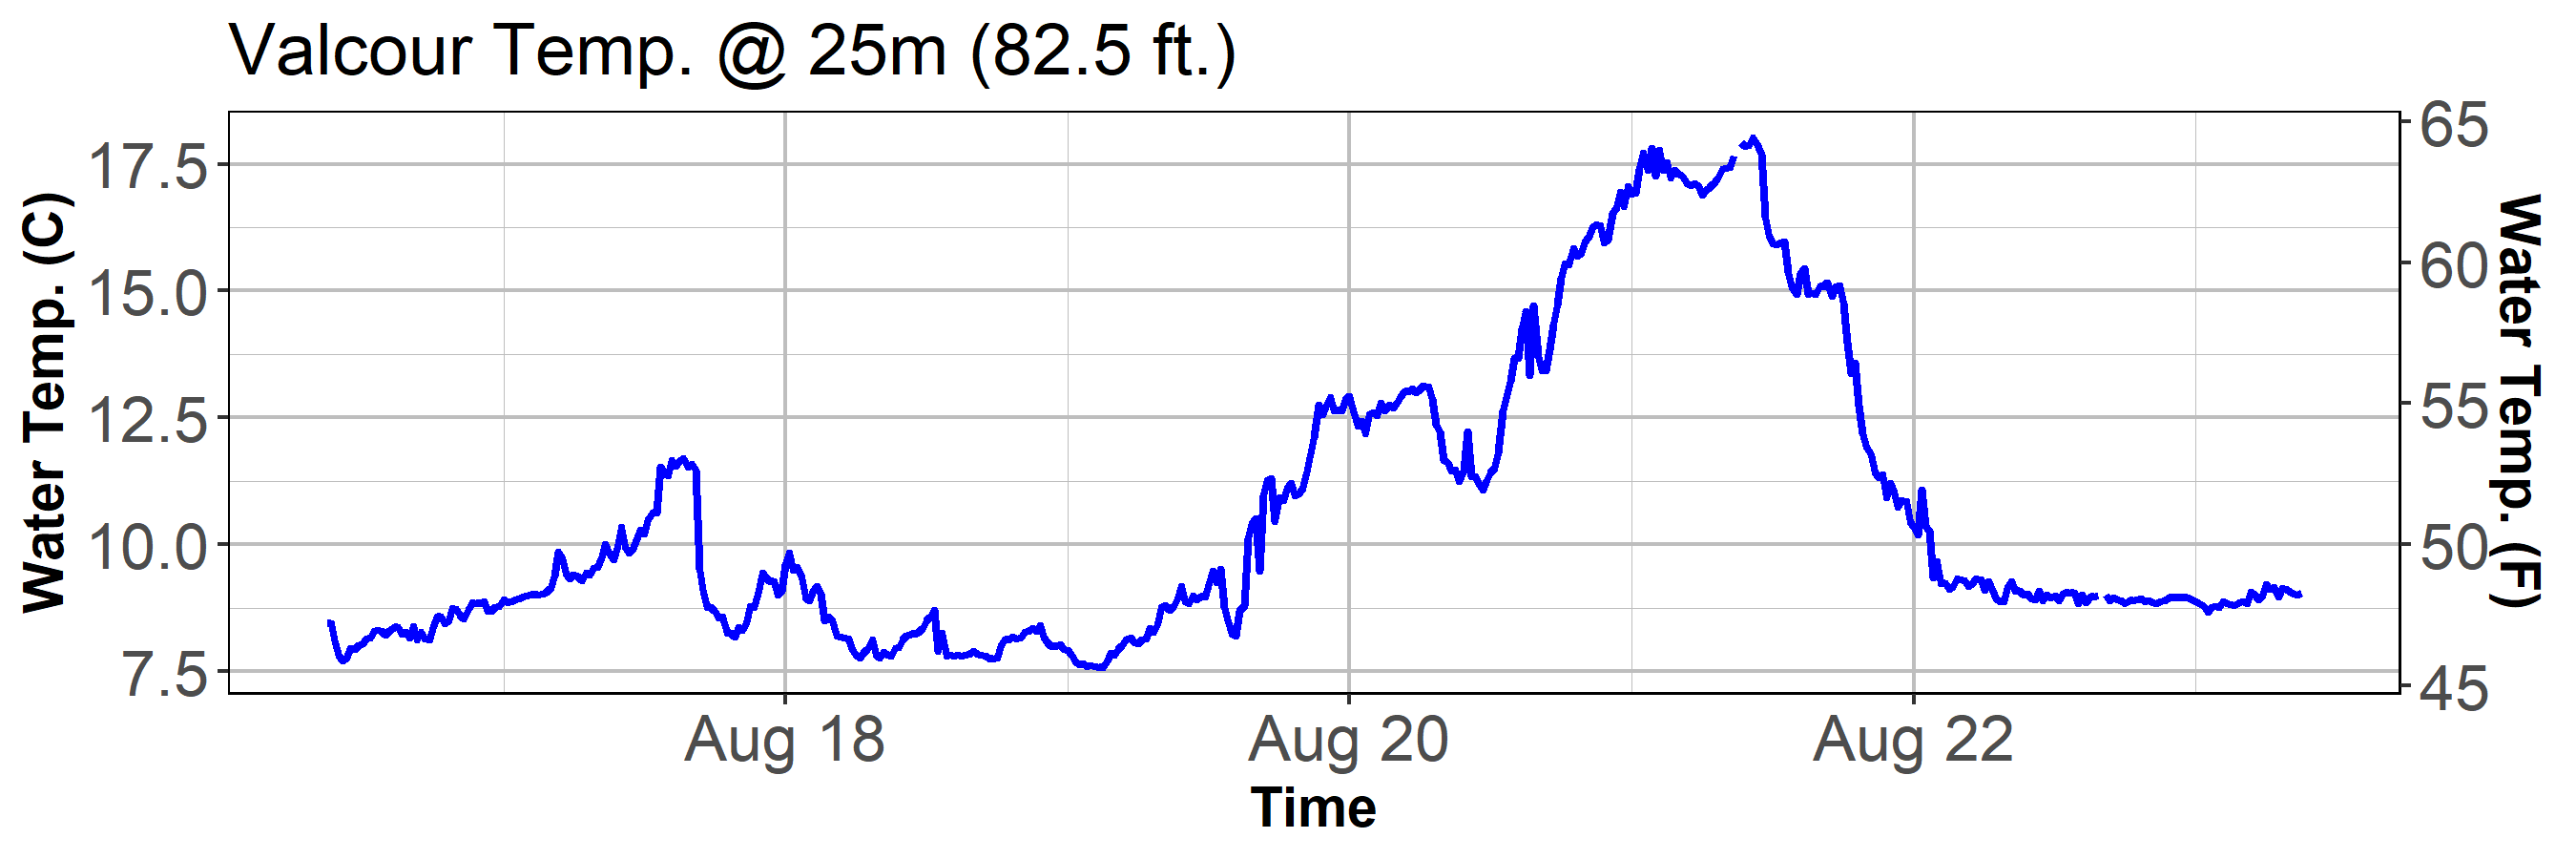 Valcour Temp. @ 25m (82.5 ft.)
Water Temp. (C)
17.5
15.0
12.5
10.0
7.5
65
60
55
50
45
Water Temp. (F)
Aug 18
Aug 20
Aug 22
Time